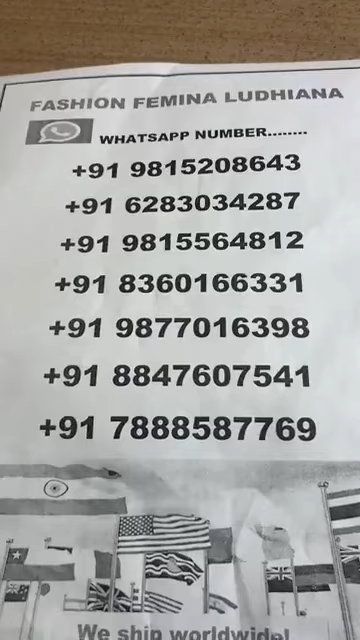 FASHION FEMINA LUDHIANA
WHATSAPP NUMBER........
+91 9815208643
+91 6283034287
+91 9815564812
+91 8360166331
+91 9877016398
+91 8847607541
+91 7888587769
We ship worldwide!